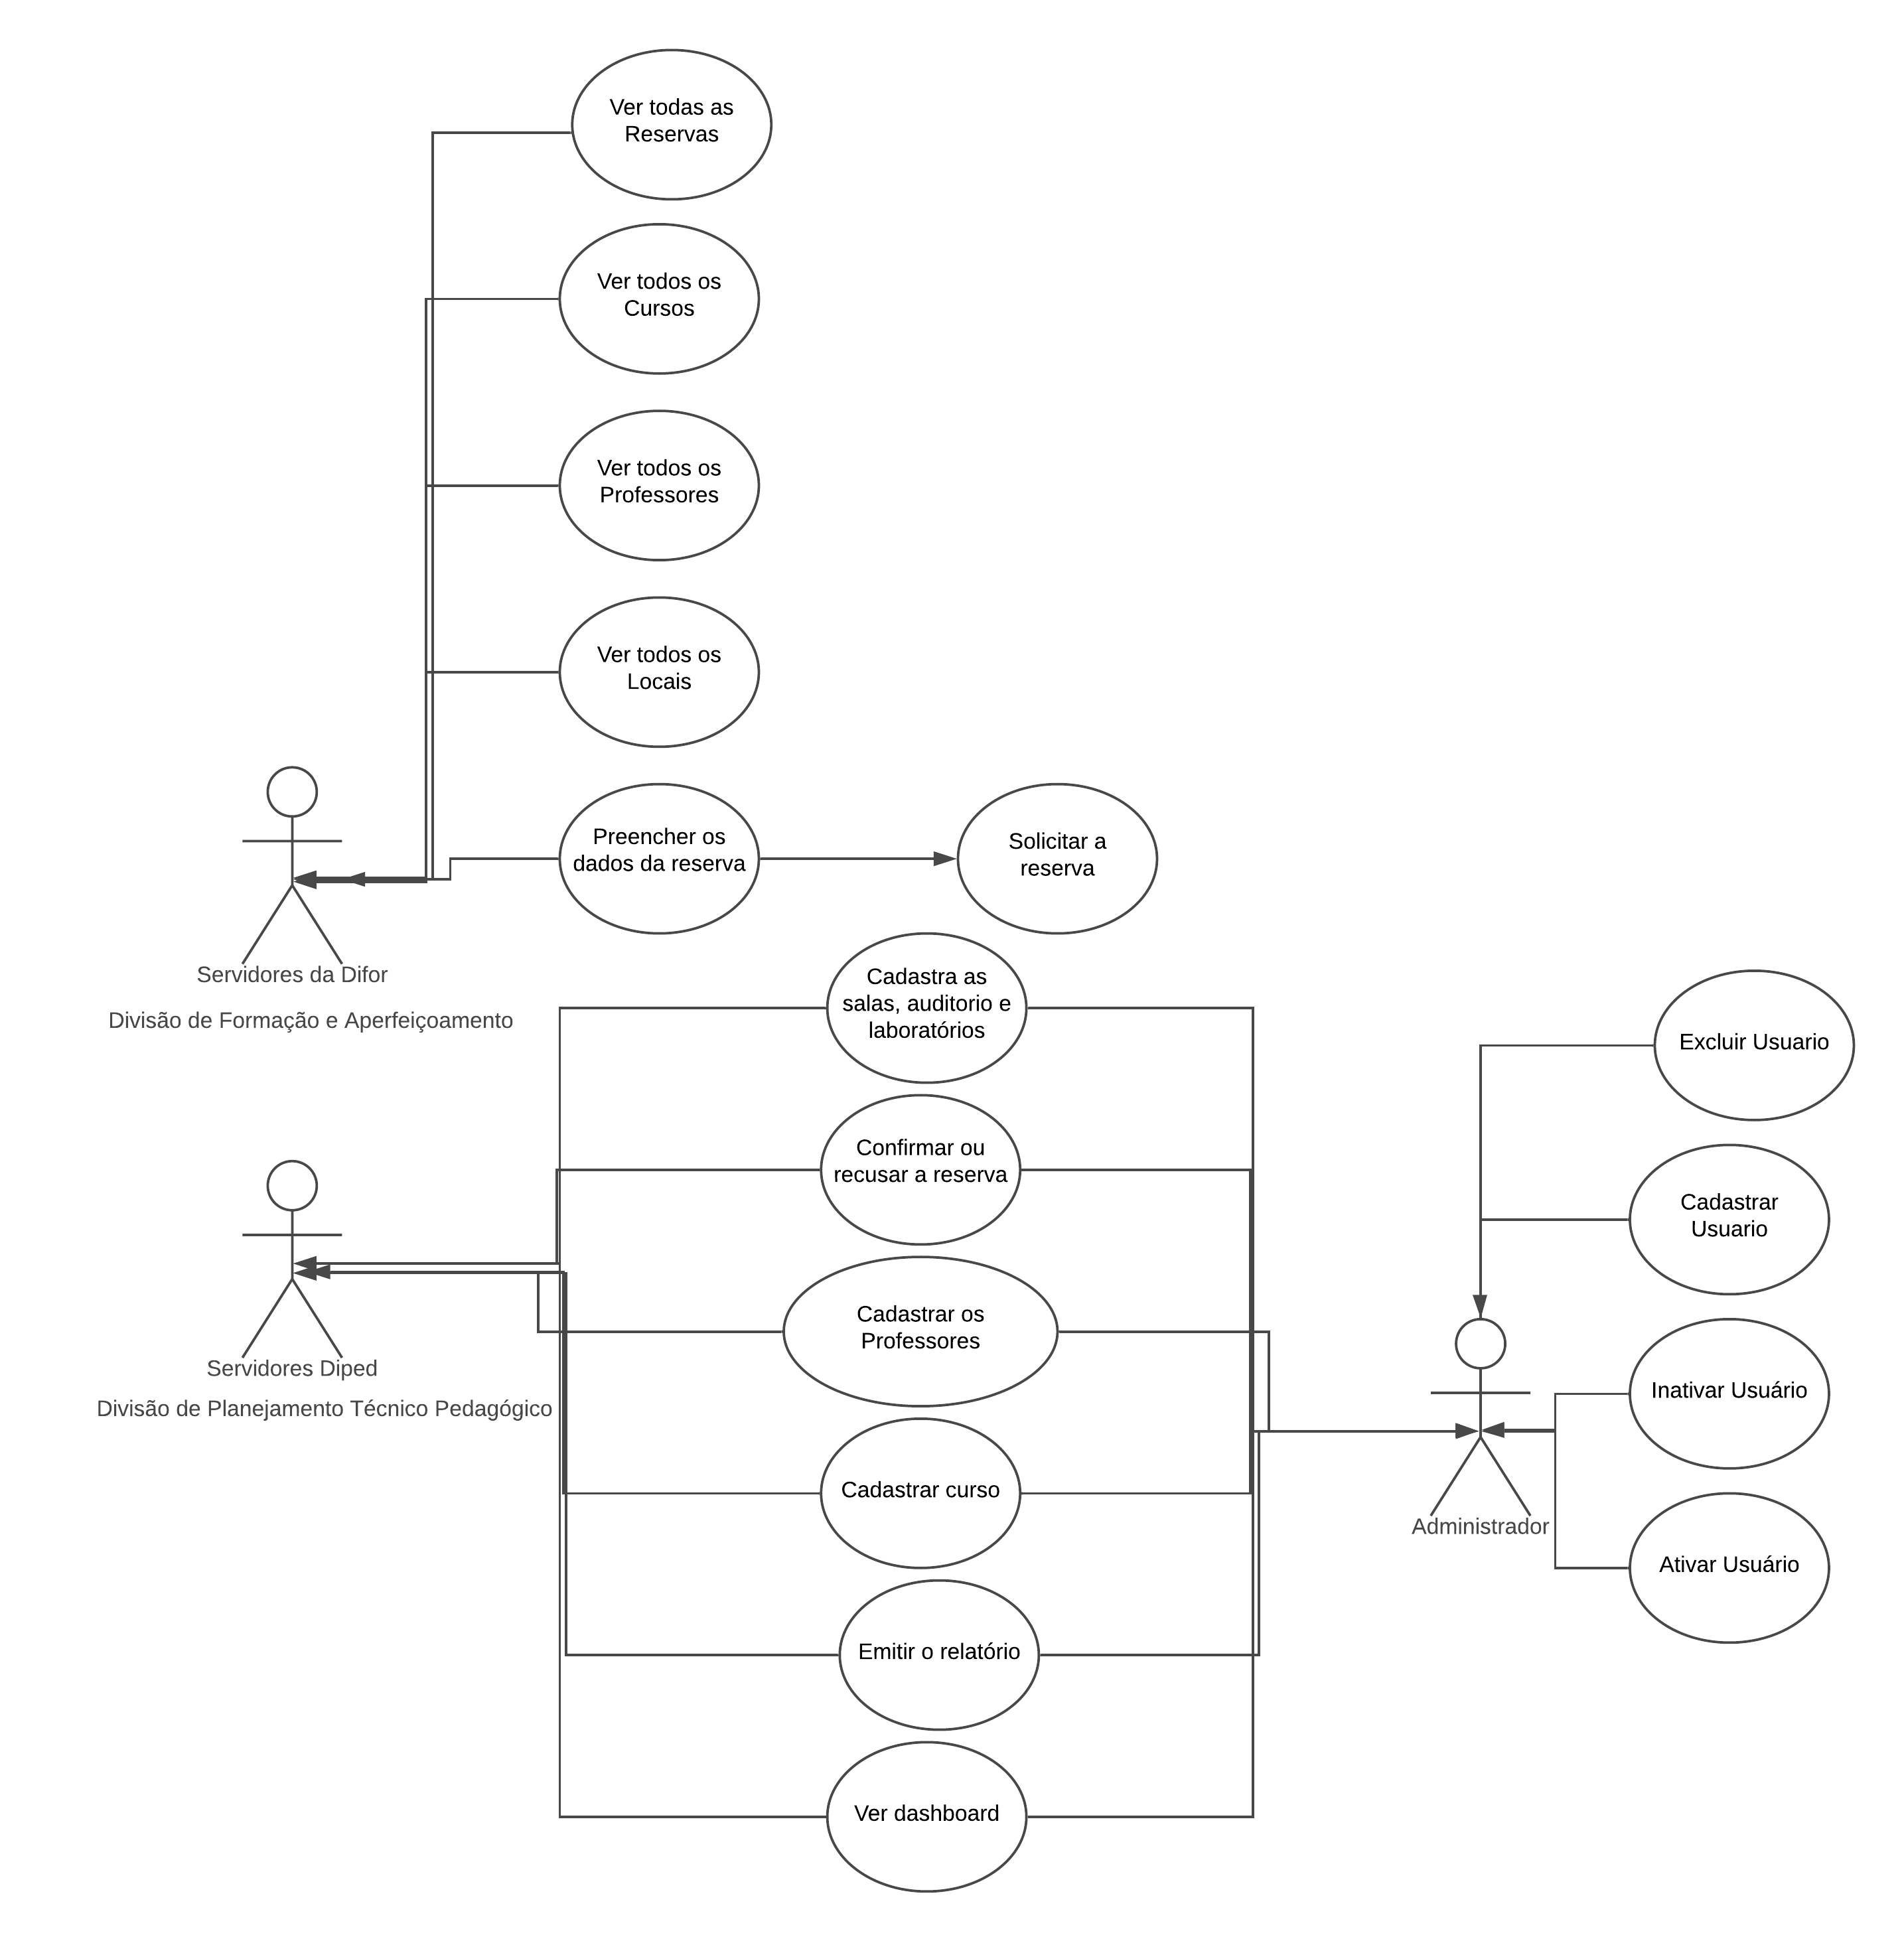 Ver todas as
Reservas
Ver todos os
Cursos
Ver todos os
Professores
Ver todos os
Locais
Preencher os
dados da reserva
Solicitar a
reserva
Servidores da Difor
Divisão de Formação e Aperfeiçoamento
Cadastra as
salas, auditorio e
laboratórios
Excluir Usuario
Confirmar ou
recusar a reserva
Cadastrar
Usuario
Cadastrar os
Professores
Servidores Diped
Divisão de Planejamento Técnico Pedagógico
Inativar Usuário
Cadastrar curso
Administrador
Ativar Usuário
Emitir o relatório
Ver dashboard